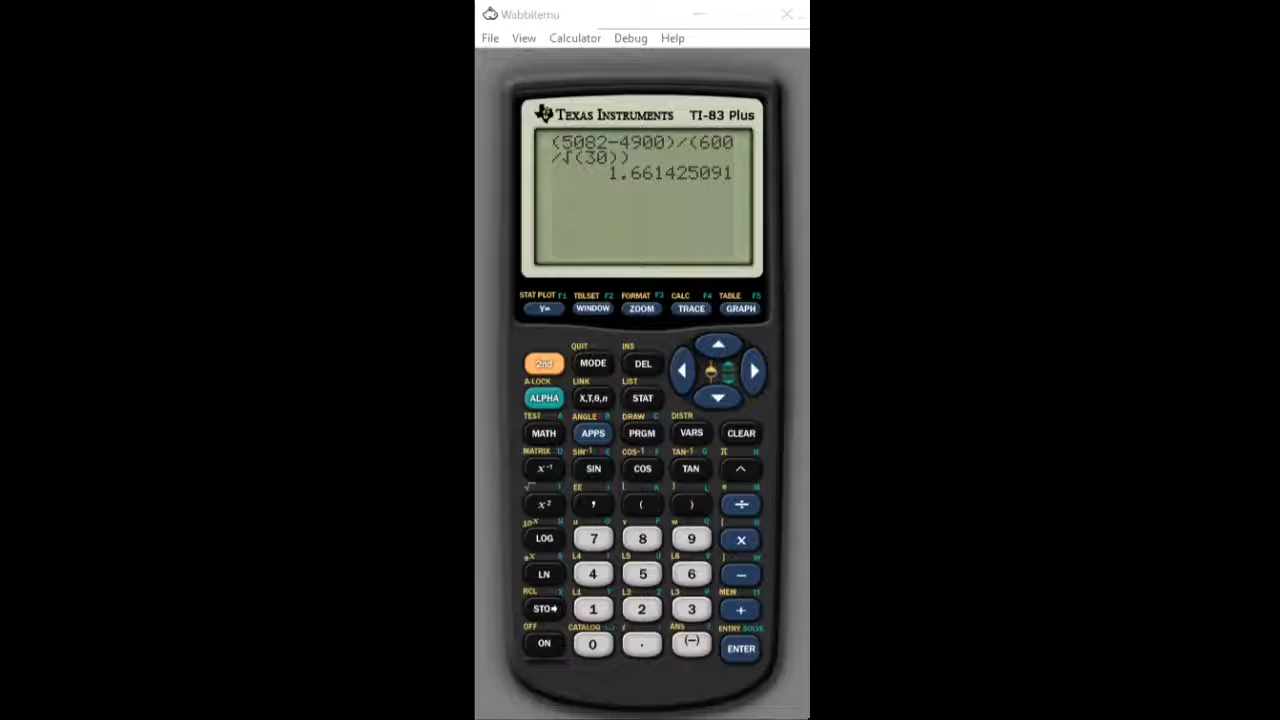 Wabbitemu
File View Calculator Debug Help
TEXAS INSTRUMENTS TI-83 Plus
(5082-4900)/(600
/√(30))
1.661425091
STAT PLOT F1 TBLSET F2 FORMAT F3 CALC F4 TABLE F5
Y= WINDOW ZOOM TRACE GRAPH
QUIT INS
2nd MODE DEL
A-LOCK LINK LIST
ALPHA X,T,θ,n STAT
TEST A ANGLE B DRAW C DISTR
MATH APPS PRGM VARS CLEAR
MATRIX D SIN⁻¹ E COS⁻¹ F TAN⁻¹ G π H
x⁻¹ SIN COS TAN ^
√ I EE J { K } L e M
x² , ( ) ÷
10ˣ N u O v P w Q [ R
LOG 7 8 9 ×
eˣ S L4 T L5 U L6 V ] W
LN 4 5 6 −
RCL X L1 Y L2 Z L3 θ MEM "
STO➜ 1 2 3 +
OFF CATALOG i ANS ? ENTRY SOLVE
ON 0 . (−) ENTER